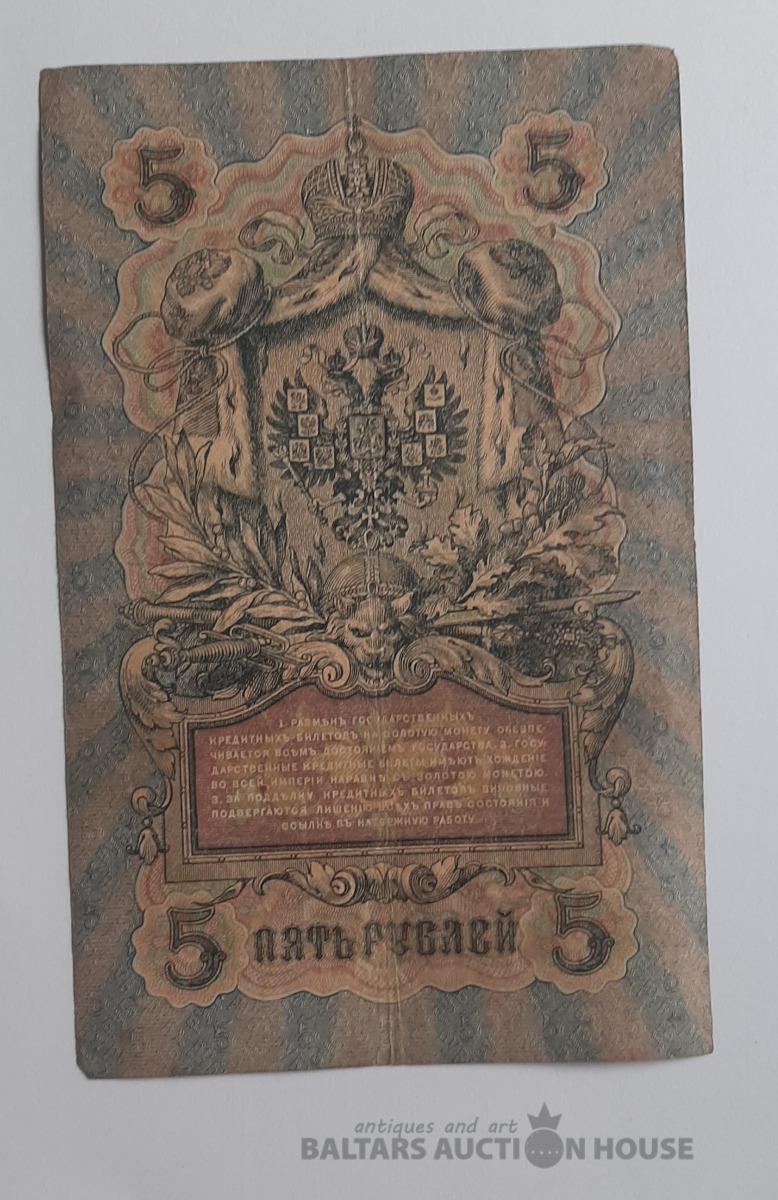 5 5
1. РАЗМѢНЪ ГОСУДАРСТВЕННЫХЪ
КРЕДИТНЫХЪ БИЛЕТОВЪ НА ЗОЛОТУЮ МОНЕТУ ОБЕЗПЕ-
ЧИВАЕТСЯ ВСѢМЪ ДОСТОЯНІЕМЪ ГОСУДАРСТВА. 2. ГОСУ-
ДАРСТВЕННЫЕ КРЕДИТНЫЕ БИЛЕТЫ ИМѢЮТЪ ХОЖДЕНІЕ
ВО ВСЕЙ ИМПЕРІИ НАРАВНѢ СЪ ЗОЛОТОЮ МОНЕТОЮ.
3. ЗА ПОДДѢЛКУ КРЕДИТНЫХЪ БИЛЕТОВЪ ВИНОВНЫЕ
ПОДВЕРГАЮТСЯ ЛИШЕНІЮ ВСѢХЪ ПРАВЪ СОСТОЯНІЯ И
ССЫЛКѢ ВЪ КАТОРЖНУЮ РАБОТУ.
5 ПЯТЬ РУБЛЕЙ 5
antiques and art
BALTARS AUCTION HOUSE